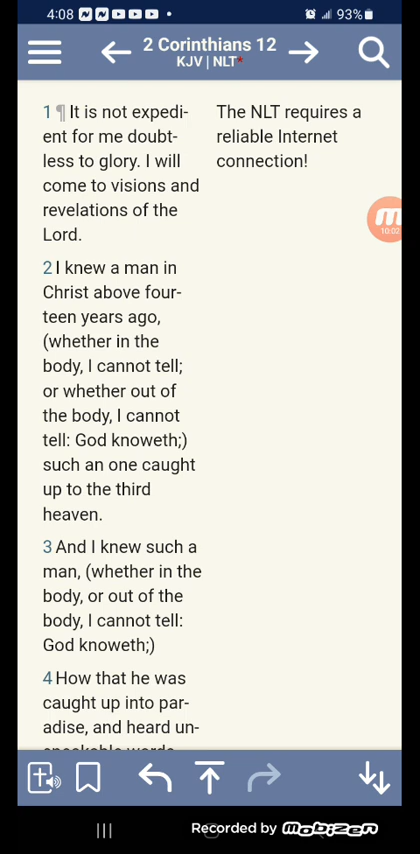 4:08 93%
2 Corinthians 12
KJV | NLT*
1 ¶ It is not expedi-
ent for me doubt-
less to glory. I will
come to visions and
revelations of the
Lord.
2 I knew a man in
Christ above four-
teen years ago,
(whether in the
body, I cannot tell;
or whether out of
the body, I cannot
tell: God knoweth;)
such an one caught
up to the third
heaven.
3 And I knew such a
man, (whether in the
body, or out of the
body, I cannot tell:
God knoweth;)
4 How that he was
caught up into par-
adise, and heard un-
speakable words
The NLT requires a
reliable Internet
connection!
10:02
Recorded by mobizen